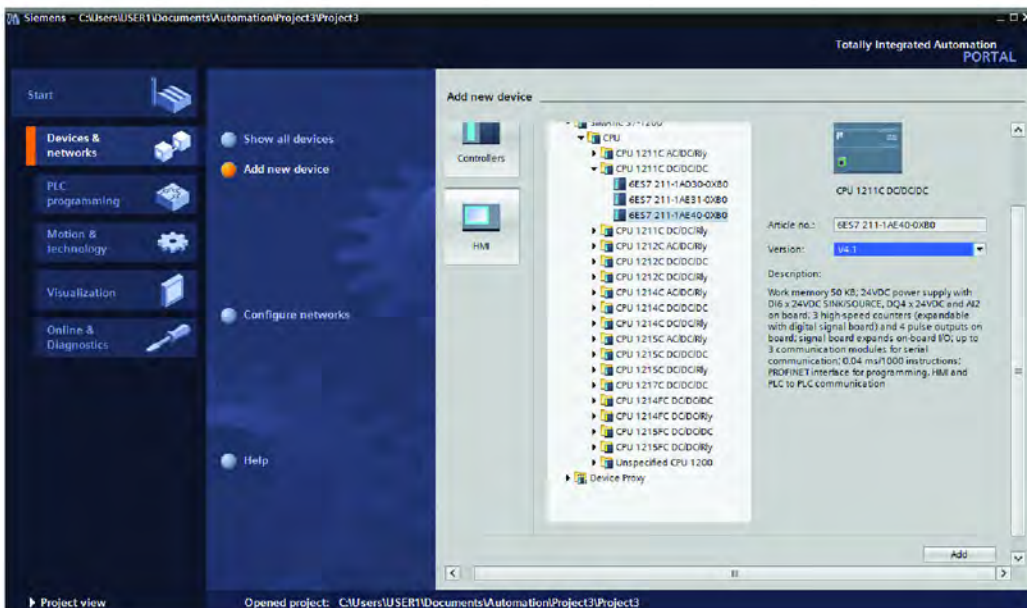 Siemens - C:\Users\USER1\Documents\Automation\Project3\Project3
Totally Integrated Automation
PORTAL
Start
Devices &
networks
PLC
programming
Motion &
technology
Visualization
Online &
Diagnostics
Show all devices
Add new device
Configure networks
Help
Add new device
Controllers
HMI
SIMATIC S7-1200
CPU
CPU 1211C AC/DC/Rly
CPU 1211C DC/DC/DC
6ES7 211-1AD30-0XB0
6ES7 211-1AE31-0XB0
6ES7 211-1AE40-0XB0
CPU 1211C DC/DC/Rly
CPU 1212C AC/DC/Rly
CPU 1212C DC/DC/DC
CPU 1212C DC/DC/Rly
CPU 1214C AC/DC/Rly
CPU 1214C DC/DC/DC
CPU 1214C DC/DC/Rly
CPU 1215C AC/DC/Rly
CPU 1215C DC/DC/DC
CPU 1215C DC/DC/Rly
CPU 1217C DC/DC/DC
CPU 1214FC DC/DC/DC
CPU 1214FC DC/DC/Rly
CPU 1215FC DC/DC/DC
CPU 1215FC DC/DC/Rly
Unspecified CPU 1200
Device Proxy
CPU 1211C DC/DC/DC
Article no.: 6ES7 211-1AE40-0XB0
Version: V4.1
Description:
Work memory 50 KB; 24VDC power supply with
DI6 x 24VDC SINK/SOURCE, DQ4 x 24VDC and AI2
on board; 3 high-speed counters (expandable
with digital signal board) and 4 pulse outputs on
board; signal board expands on-board I/O; up to
3 communication modules for serial
communication; 0.04 ms/1000 instructions;
PROFINET interface for programming, HMI and
PLC to PLC communication
Add
Project view
Opened project: C:\Users\USER1\Documents\Automation\Project3\Project3